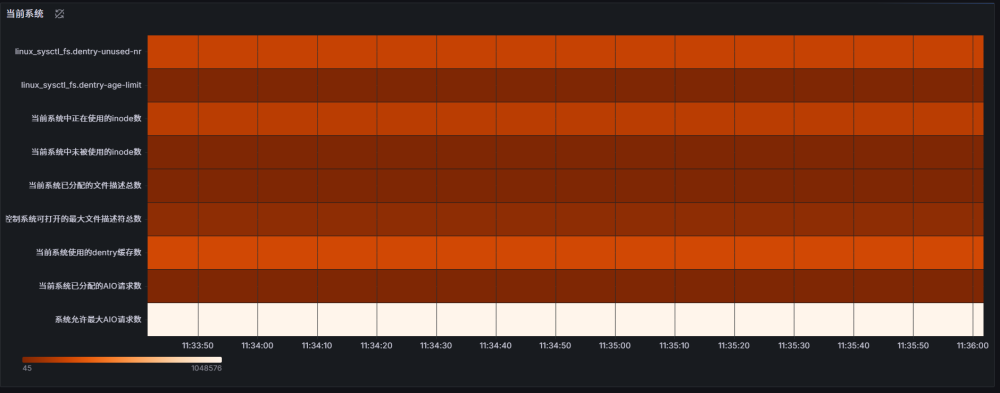 当前系统
linux_sysctl_fs.dentry-unused-nr
linux_sysctl_fs.dentry-age-limit
当前系统中正在使用的inode数
当前系统中未被使用的inode数
当前系统已分配的文件描述总数
控制系统可打开的最大文件描述符总数
当前系统使用的dentry缓存数
当前系统已分配的AIO请求数
系统允许最大AIO请求数
11:33:50 11:34:00 11:34:10 11:34:20 11:34:30 11:34:40 11:34:50 11:35:00 11:35:10 11:35:20 11:35:30 11:35:40 11:35:50 11:36:00
45 1048576